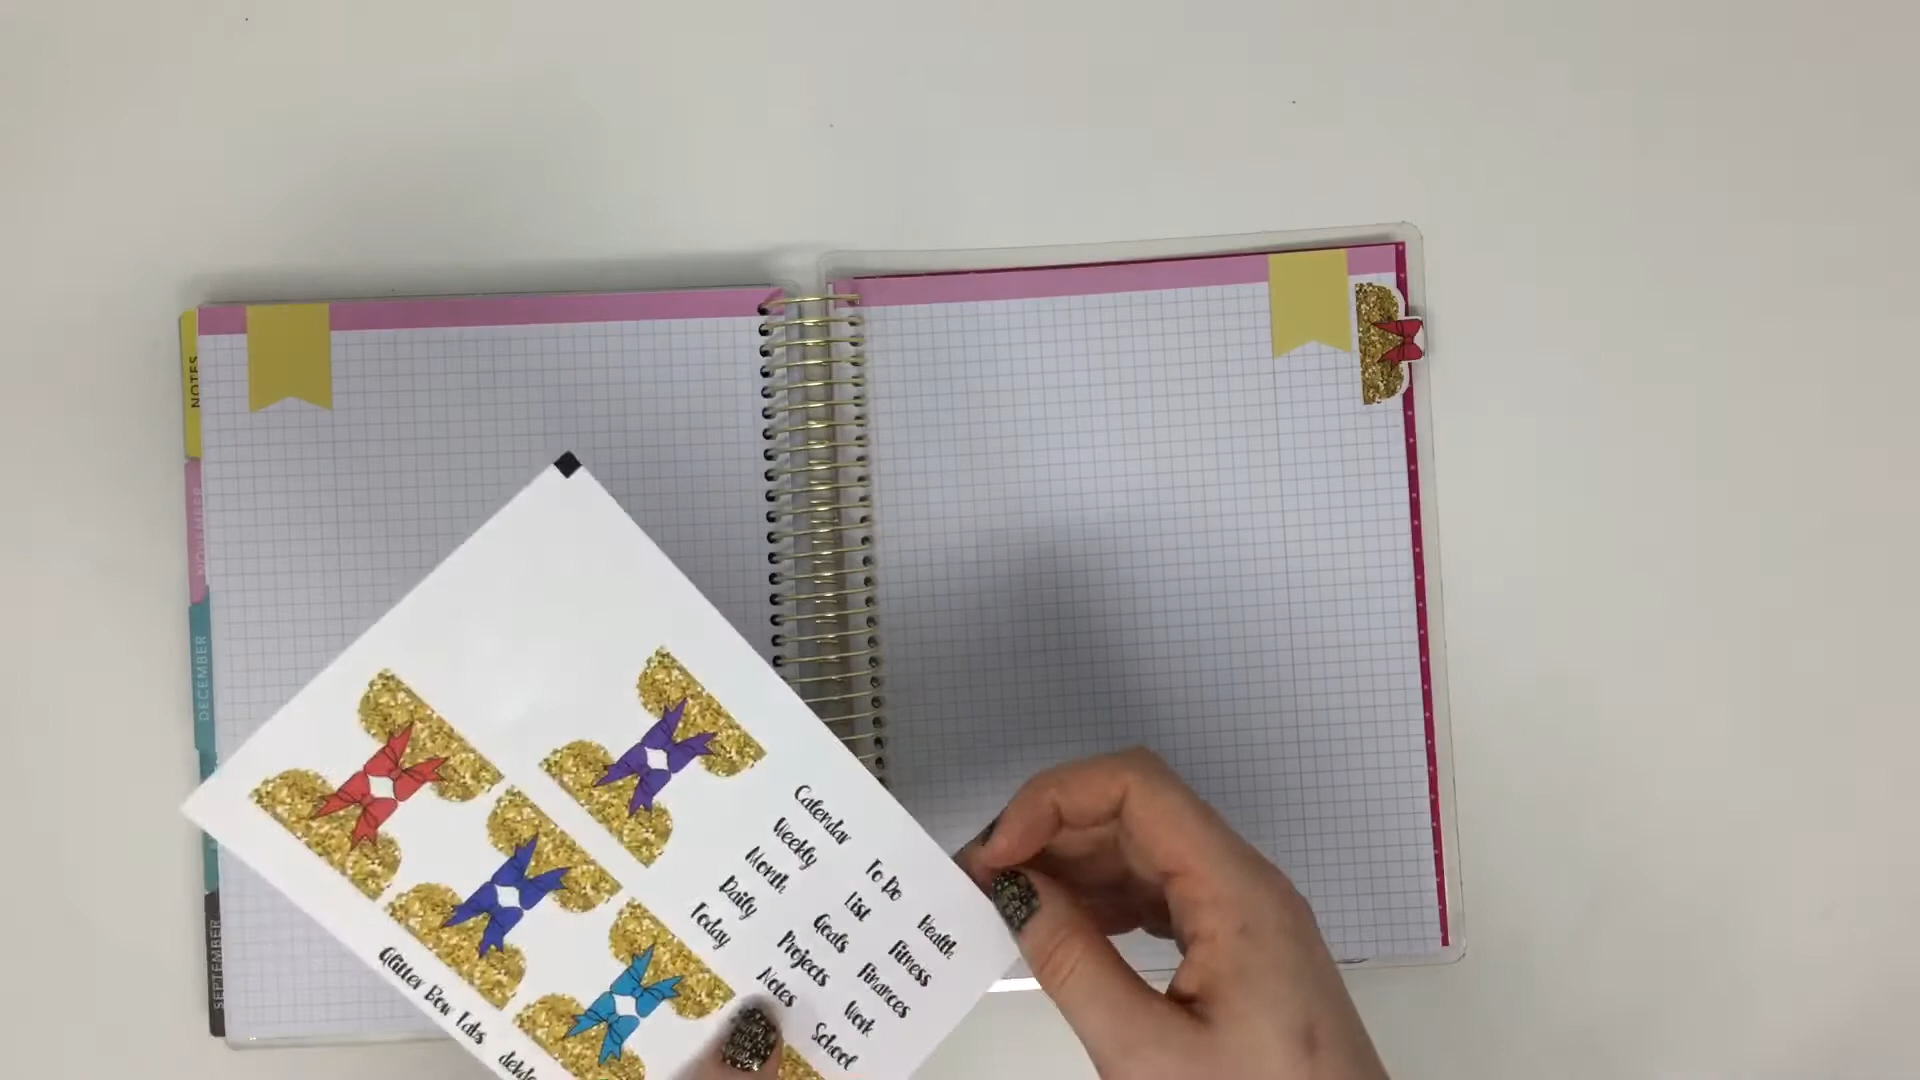 NOTES
NOVEMBER
DECEMBER
SEPTEMBER
Calendar
Weekly
Month
Daily
Today
To Do
List
Goals
Projects
Notes
Health
Fitness
Finances
Work
School
Glitter Bow Tabs